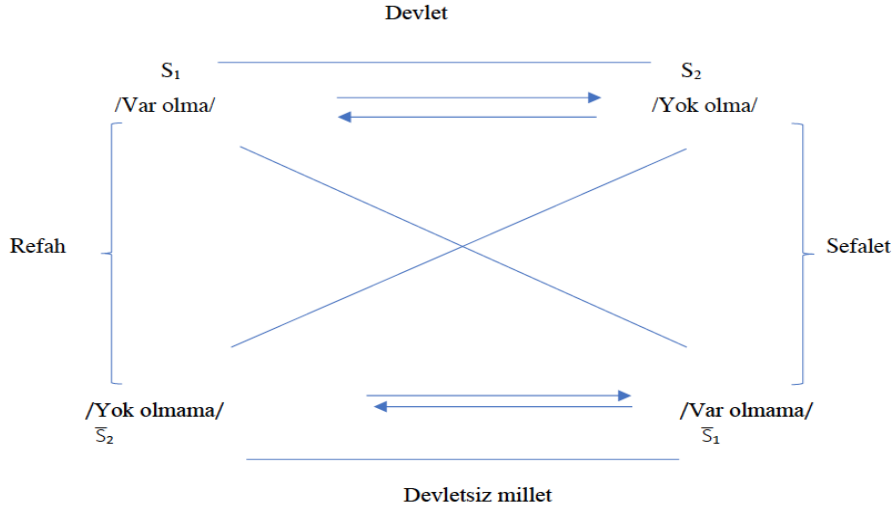 Devlet
S₁ S₂
/Var olma/ /Yok olma/
Refah Sefalet
/Yok olmama/ /Var olmama/
S̅₂ S̅₁
Devletsiz millet